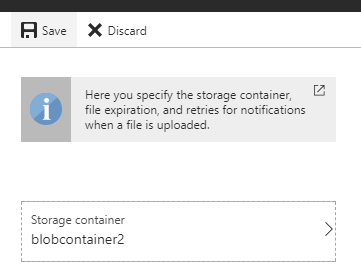 Save Discard
Here you specify the storage container,
file expiration, and retries for notifications
when a file is uploaded.
Storage container
blobcontainer2